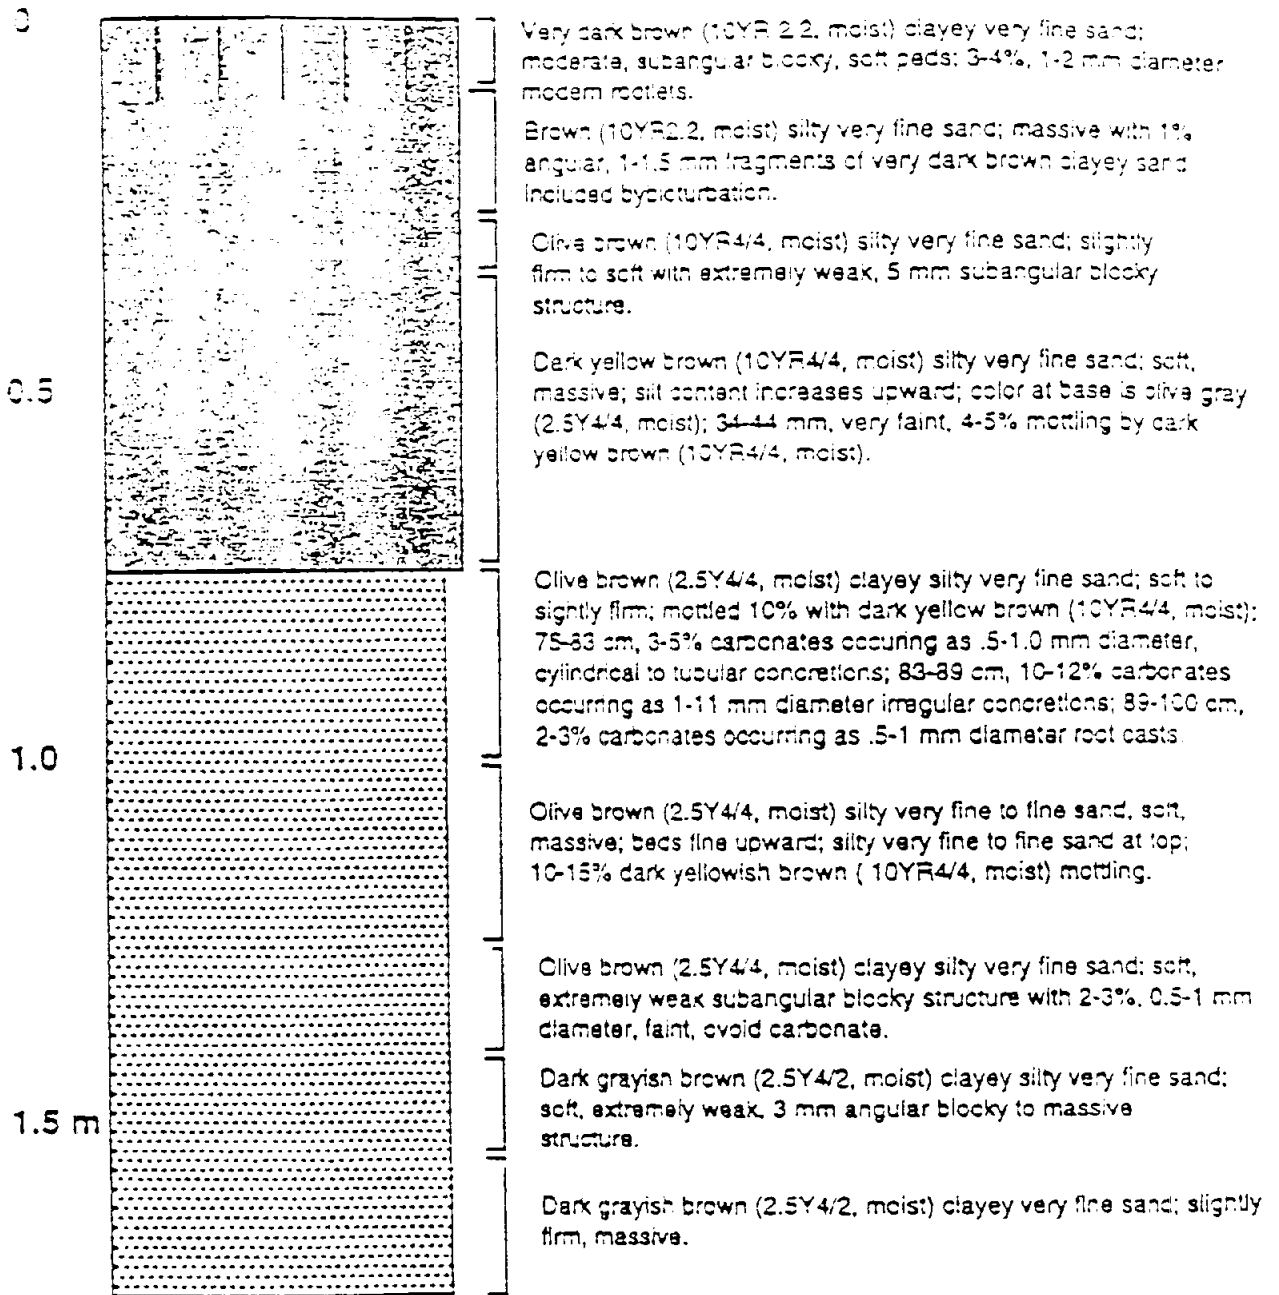 0
Very dark brown (10YR 2.2, moist) clayey very fine sand;
moderate, subangular blocky, soft peds; 3-4%, 1-2 mm diameter
modern rootlets.
Brown (10YR2.2, moist) silty very fine sand; massive with 1%
angular, 1-1.5 mm fragments of very dark brown clayey sand
included bybioturbation.
Olive brown (10YR4/4, moist) silty very fine sand; slightly
firm to soft with extremely weak, 5 mm subangular blocky
structure.
0.5
Dark yellow brown (10YR4/4, moist) silty very fine sand; soft,
massive; silt content increases upward; color at base is olive gray
(2.5Y4/4, moist); 34-44 mm, very faint, 4-5% mottling by dark
yellow brown (10YR4/4, moist).
Olive brown (2.5Y4/4, moist) clayey silty very fine sand; soft to
sightly firm; mottled 10% with dark yellow brown (10YR4/4, moist);
75-83 cm, 3-5% carbonates occuring as .5-1.0 mm diameter,
cylindrical to tubular concretions; 83-89 cm, 10-12% carbonates
occurring as 1-11 mm diameter irregular concretions; 89-100 cm,
2-3% carbonates occurring as .5-1 mm diameter root casts.
1.0
Olive brown (2.5Y4/4, moist) silty very fine to fine sand, soft,
massive; beds fine upward; silty very fine to fine sand at top;
10-15% dark yellowish brown ( 10YR4/4, moist) mottling.
Olive brown (2.5Y4/4, moist) clayey silty very fine sand; soft,
extremely weak subangular blocky structure with 2-3%, 0.5-1 mm
diameter, faint, ovoid carbonate.
1.5 m
Dark grayish brown (2.5Y4/2, moist) clayey silty very fine sand;
soft, extremely weak, 3 mm angular blocky to massive
structure.
Dark grayish brown (2.5Y4/2, moist) clayey very fine sand; slightly
firm, massive.